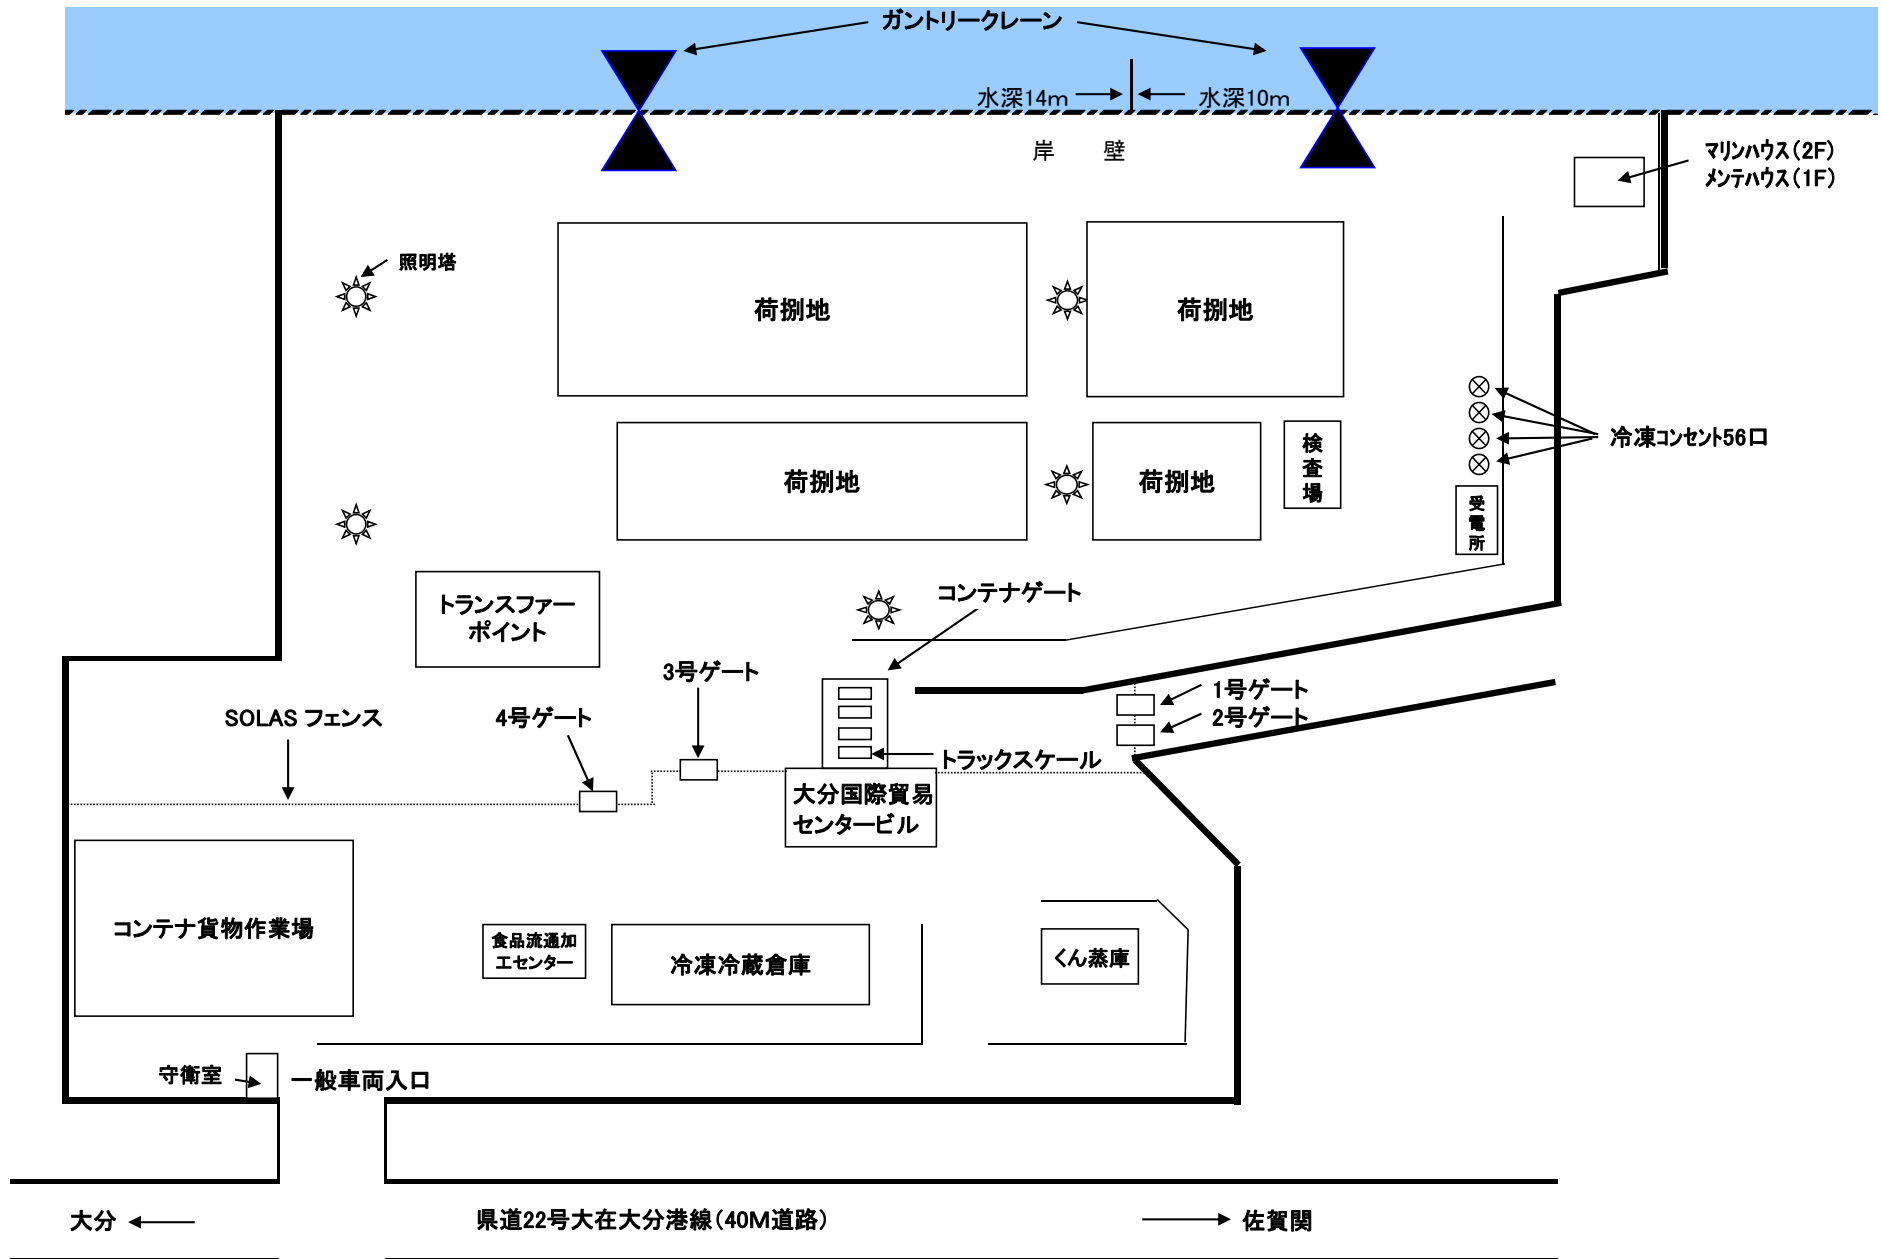 ガントリークレーン
水深14m
水深10m
岸　壁
マリンハウス（2F）
メンテハウス（1F）
照明塔
荷捌地
荷捌地
冷凍コンセント56口
荷捌地
荷捌地
検査場
受電所
トランスファー
ポイント
コンテナゲート
3号ゲート
1号ゲート
2号ゲート
SOLAS フェンス
4号ゲート
トラックスケール
大分国際貿易
センタービル
コンテナ貨物作業場
食品流通加
工センター
冷凍冷蔵倉庫
くん蒸庫
守衛室
一般車両入口
大分
県道22号大在大分港線（40M道路）
佐賀関